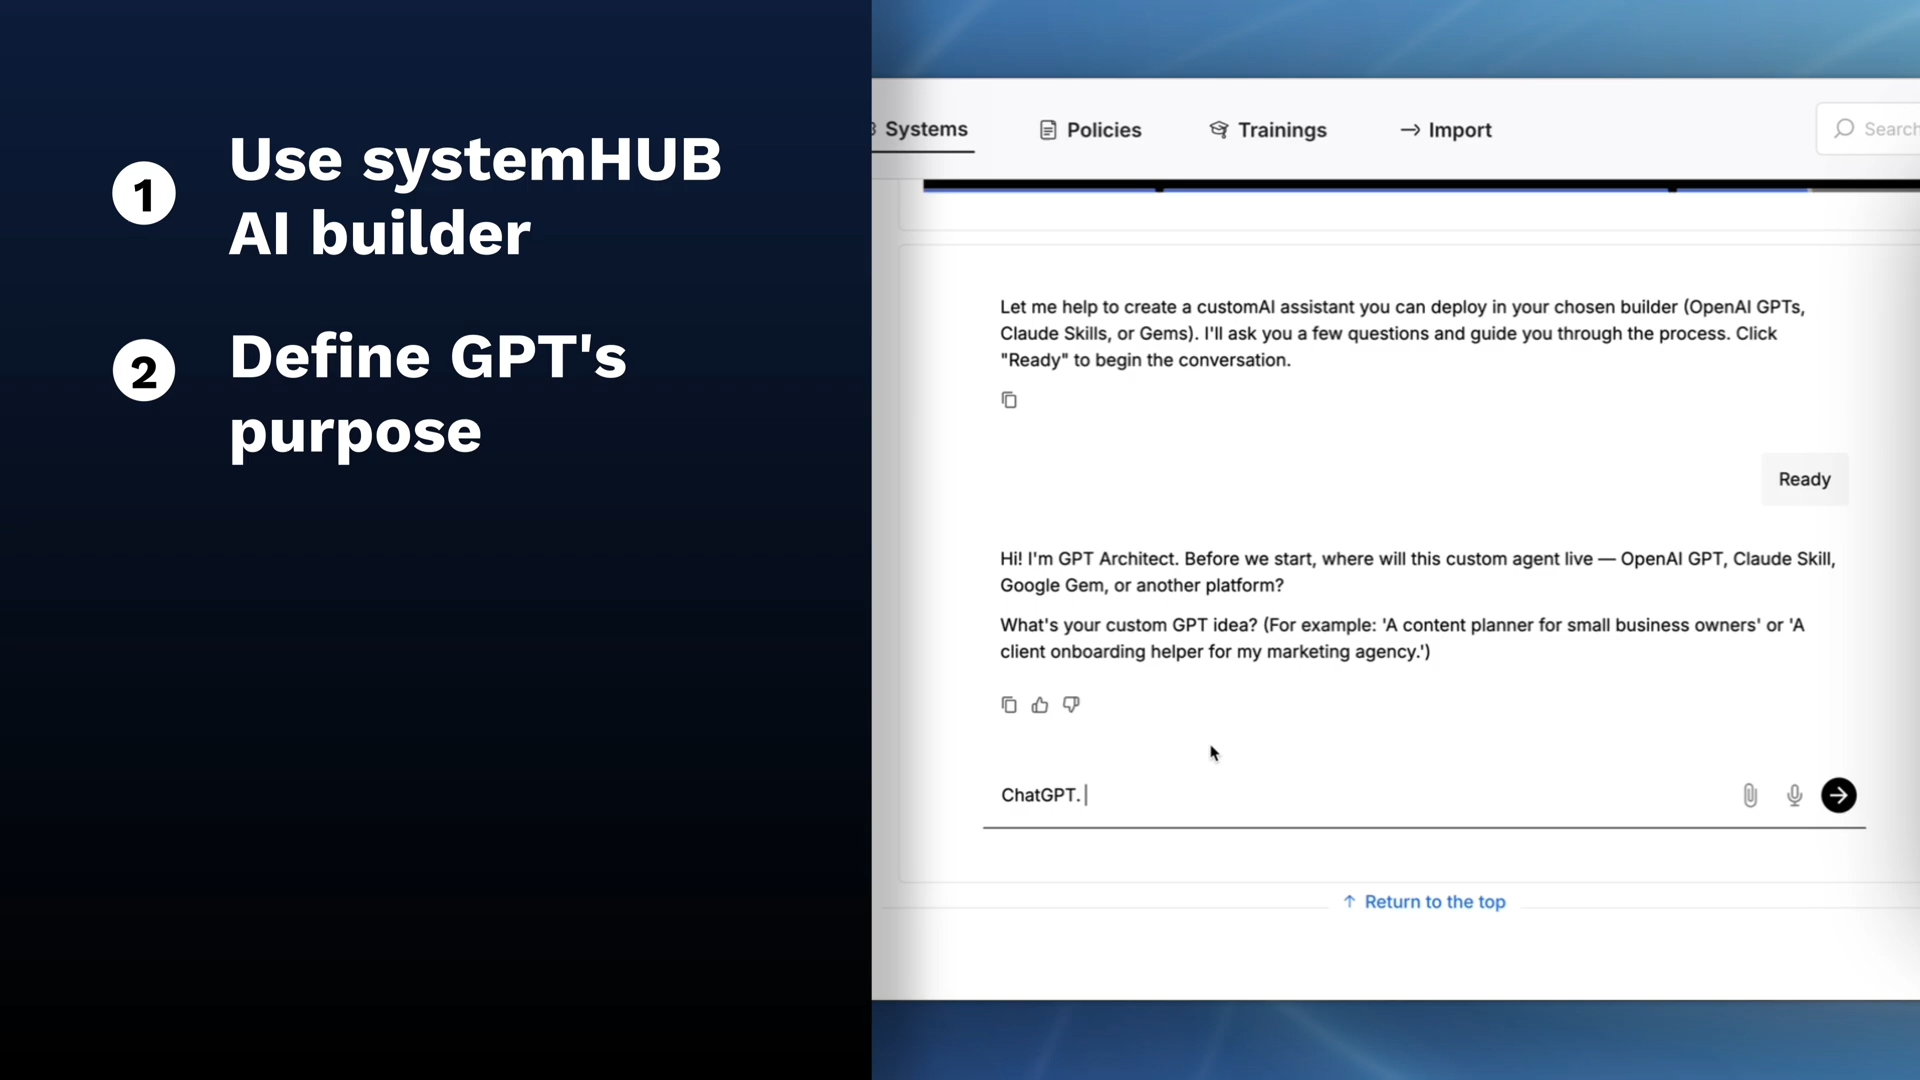 1
Use systemHUB
AI builder
2
Define GPT's
purpose
Systems
Policies
Trainings
Import
Search
Let me help to create a customAI assistant you can deploy in your chosen builder (OpenAI GPTs,
Claude Skills, or Gems). I'll ask you a few questions and guide you through the process. Click
"Ready" to begin the conversation.
Ready
Hi! I'm GPT Architect. Before we start, where will this custom agent live — OpenAI GPT, Claude Skill,
Google Gem, or another platform?
What's your custom GPT idea? (For example: 'A content planner for small business owners' or 'A
client onboarding helper for my marketing agency.')
ChatGPT.
↑ Return to the top